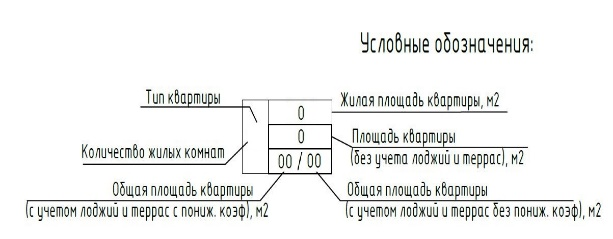 Условные обозначения:
Тип квартиры
0
Жилая площадь квартиры, м2
Количество жилых комнат
0
Площадь квартиры
(без учета лоджий и террас), м2
00 / 00
Общая площадь квартиры
(с учетом лоджий и террас с пониж. коэф), м2
Общая площадь квартиры
(с учетом лоджий и террас без пониж. коэф), м2